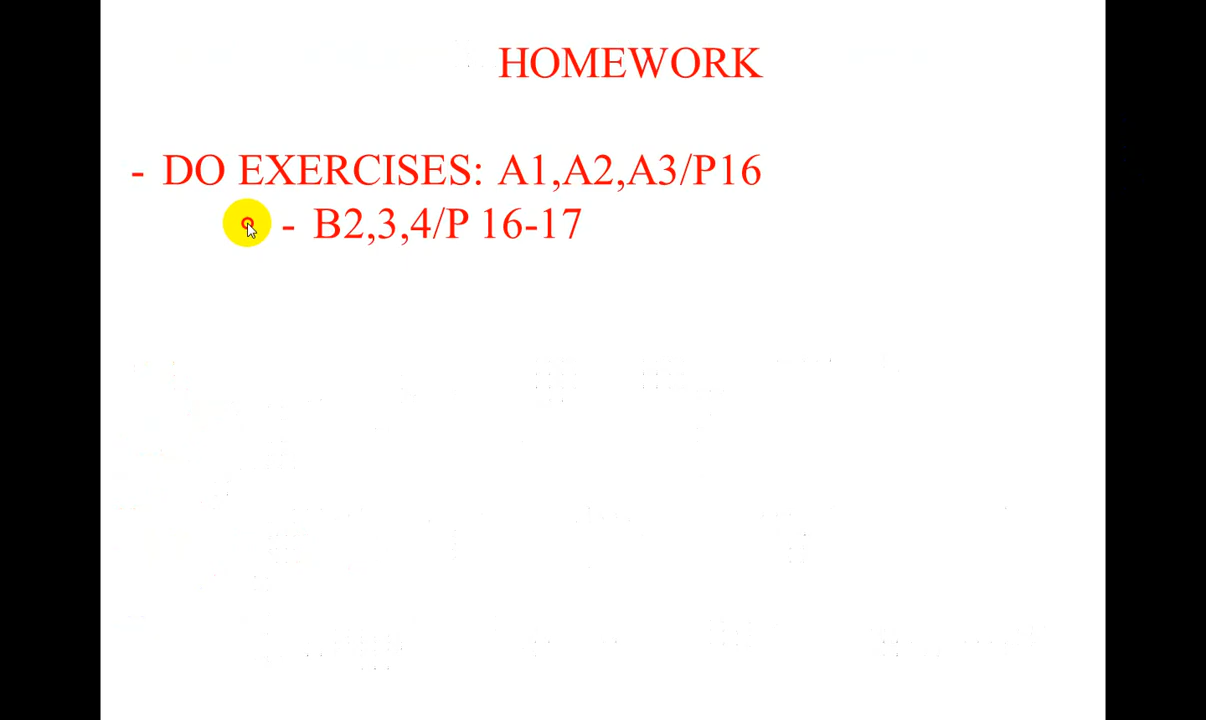 HOMEWORK
- DO EXERCISES: A1,A2,A3/P16
- B2,3,4/P 16-17